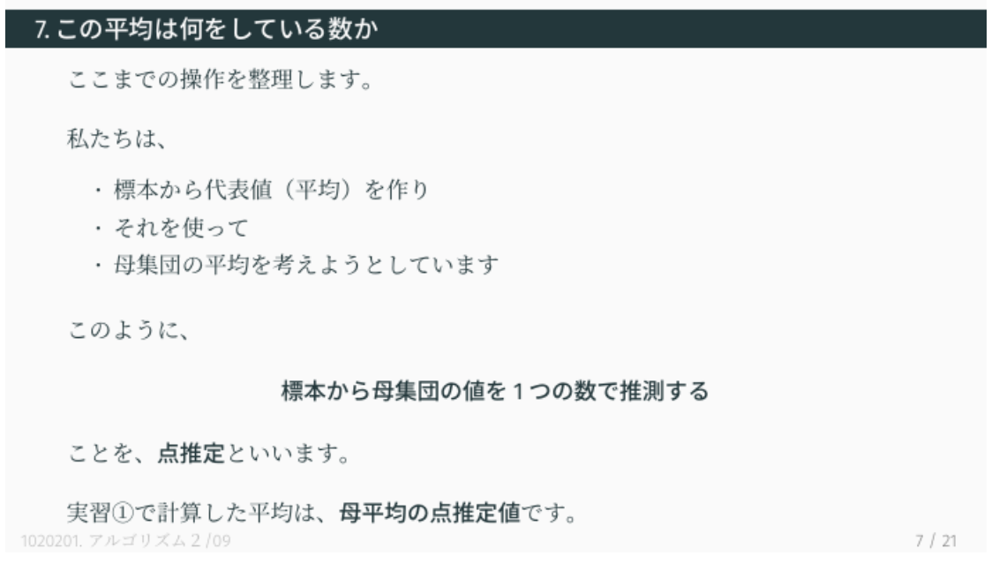 7. この平均は何をしている数か
ここまでの操作を整理します。
私たちは、
・標本から代表値（平均）を作り
・それを使って
・母集団の平均を考えようとしています
このように、
標本から母集団の値を 1 つの数で推測する
ことを、点推定といいます。
実習①で計算した平均は、母平均の点推定値です。
1020201. アルゴリズム 2 /09
7 / 21